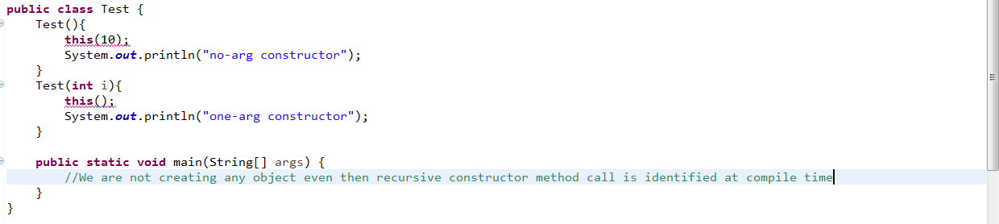 public class Test {
    Test(){
        this(10);
        System.out.println("no-arg constructor");
    }
    Test(int i){
        this();
        System.out.println("one-arg constructor");
    }

    public static void main(String[] args) {
        //We are not creating any object even then recursive constructor method call is identified at compile time
    }
}